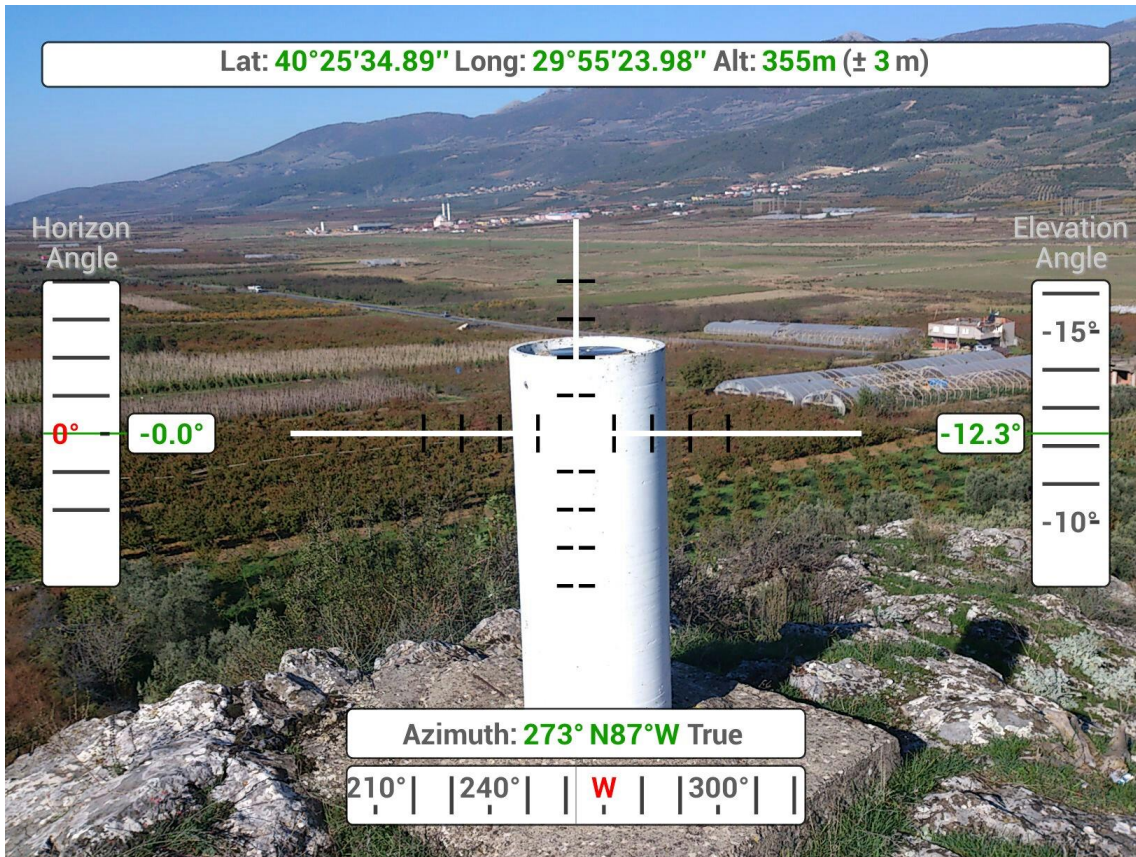 Lat: 40°25'34.89" Long: 29°55'23.98" Alt: 355m (± 3 m)
Horizon
Angle
Elevation
Angle
-15°
0°
-0.0°
-12.3°
-10°
Azimuth: 273° N87°W True
210° 240° W 300°